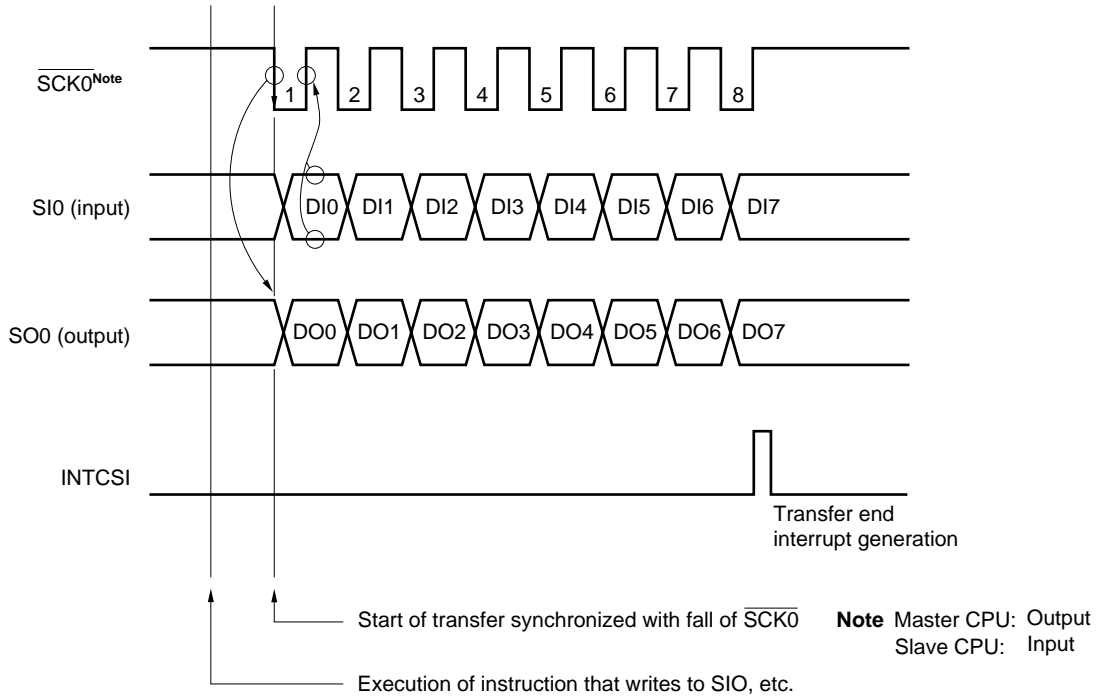 SCK0Note
1 2 3 4 5 6 7 8
SI0 (input)
DI0 DI1 DI2 DI3 DI4 DI5 DI6 DI7
SO0 (output)
DO0 DO1 DO2 DO3 DO4 DO5 DO6 DO7
INTCSI
Transfer end
interrupt generation
Start of transfer synchronized with fall of SCK0
Note Master CPU: Output
Slave CPU: Input
Execution of instruction that writes to SIO, etc.